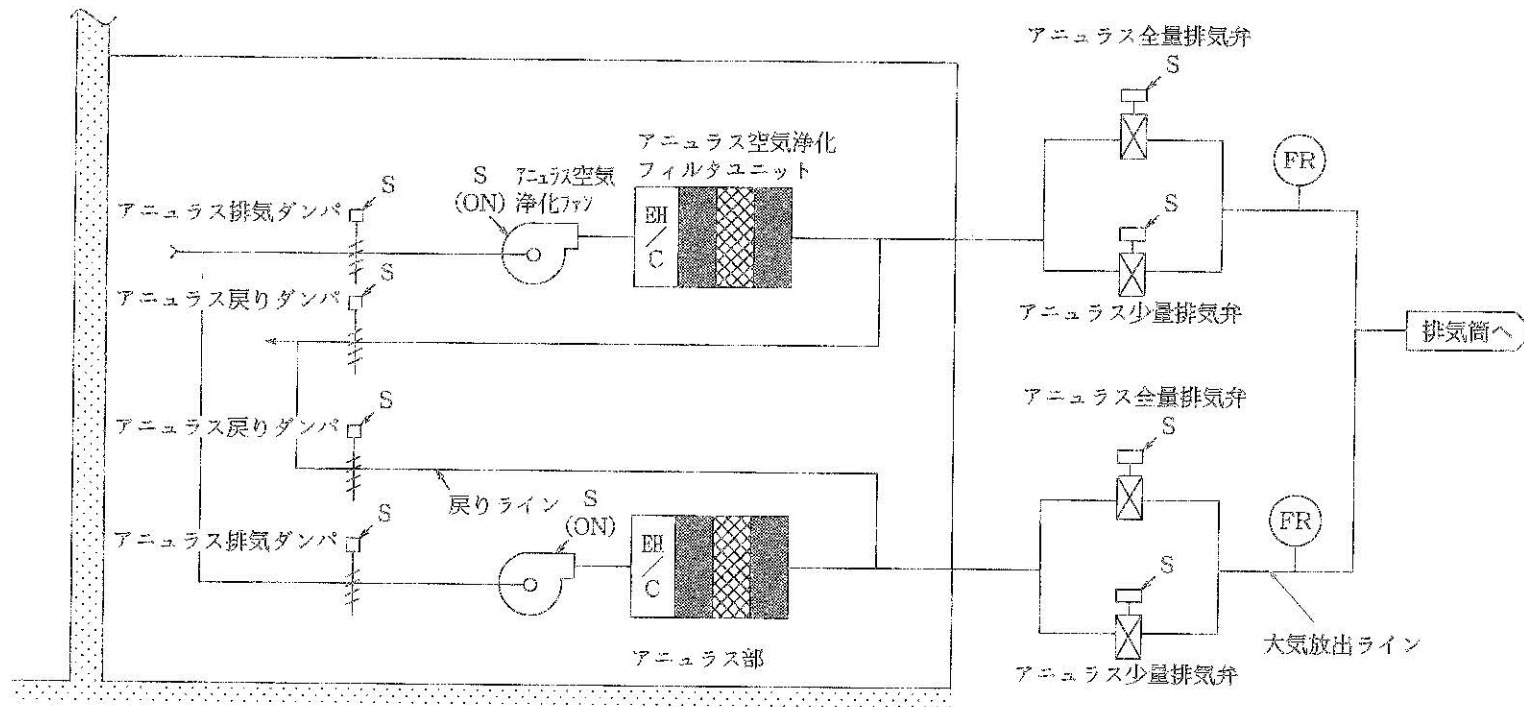 アニュラス全量排気弁
S
アニュラス空気浄化
フィルタユニット
FR
S
(ON)
アニュラス空気
浄化ファン
S
EH
C
S
アニュラス排気ダンパ
S
アニュラス戻りダンパ
アニュラス少量排気弁
排気筒へ
アニュラス全量排気弁
S
アニュラス戻りダンパ
S
戻りライン
S
(ON)
FR
S
アニュラス排気ダンパ
EH
C
S
大気放出ライン
アニュラス部
アニュラス少量排気弁